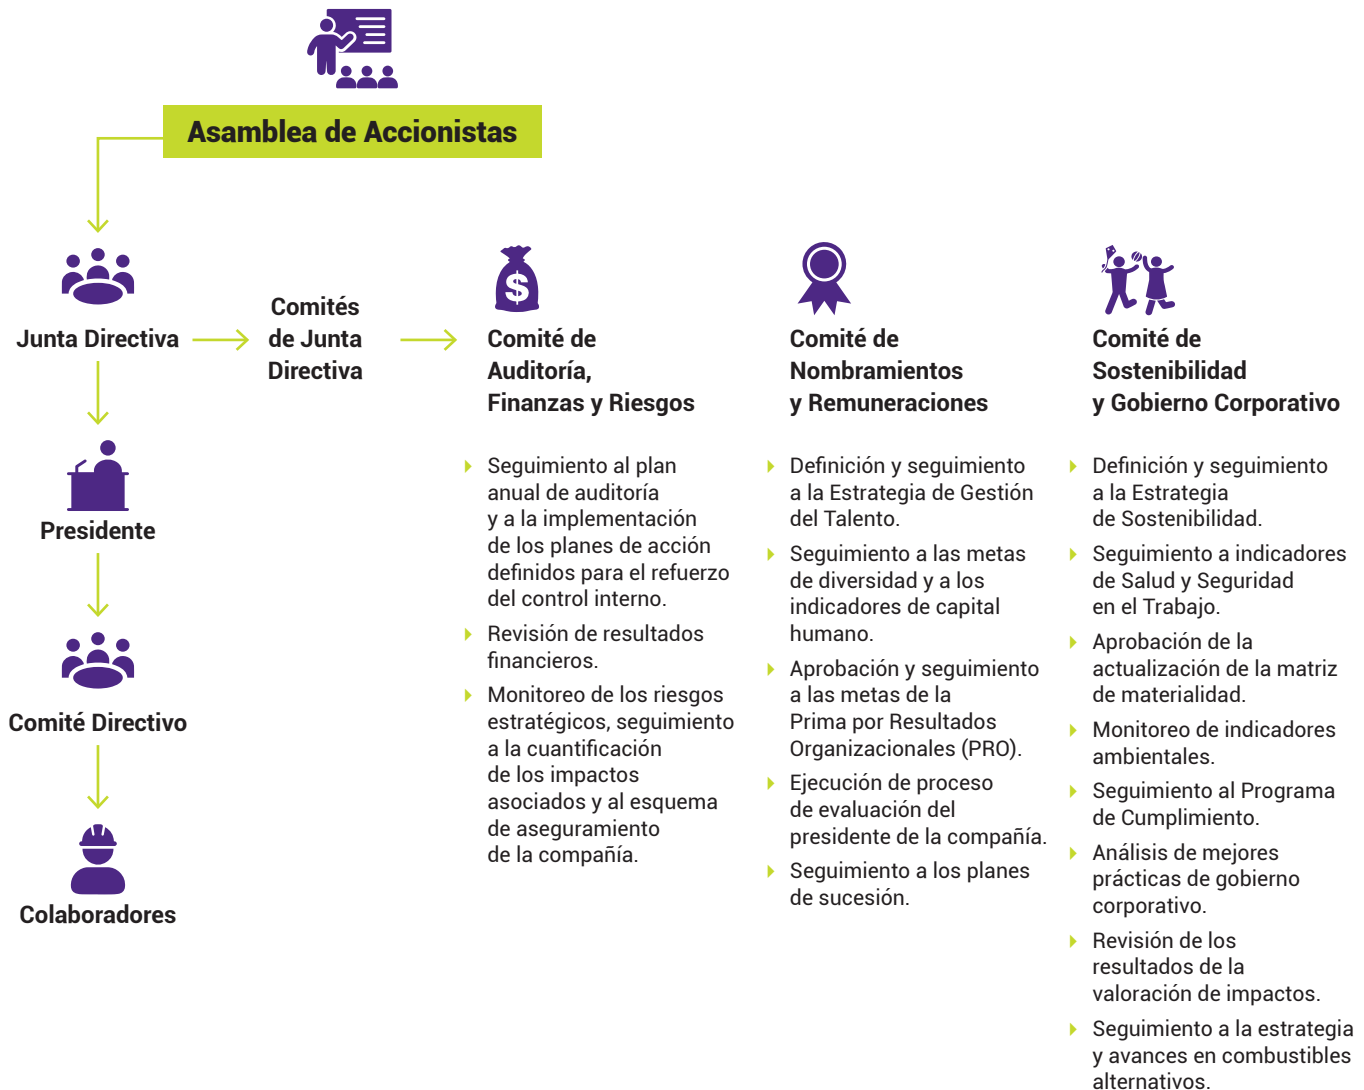 Asamblea de Accionistas
Junta Directiva
Comités
de Junta
Directiva
Presidente
Comité Directivo
Colaboradores
Comité de
Auditoría,
Finanzas y Riesgos
Seguimiento al plan
anual de auditoría
y a la implementación
de los planes de acción
definidos para el refuerzo
del control interno.
Revisión de resultados
financieros.
Monitoreo de los riesgos
estratégicos, seguimiento
a la cuantificación
de los impactos
asociados y al esquema
de aseguramiento
de la compañía.
Comité de
Nombramientos
y Remuneraciones
Definición y seguimiento
a la Estrategia de Gestión
del Talento.
Seguimiento a las metas
de diversidad y a los
indicadores de capital
humano.
Aprobación y seguimiento
a las metas de la
Prima por Resultados
Organizacionales (PRO).
Ejecución de proceso
de evaluación del
presidente de la compañía.
Seguimiento a los planes
de sucesión.
Comité de
Sostenibilidad
y Gobierno Corporativo
Definición y seguimiento
a la Estrategia
de Sostenibilidad.
Seguimiento a indicadores
de Salud y Seguridad
en el Trabajo.
Aprobación de la
actualización de la matriz
de materialidad.
Monitoreo de indicadores
ambientales.
Seguimiento al Programa
de Cumplimiento.
Análisis de mejores
prácticas de gobierno
corporativo.
Revisión de los
resultados de la
valoración de impactos.
Seguimiento a la estrategia
y avances en combustibles
alternativos.